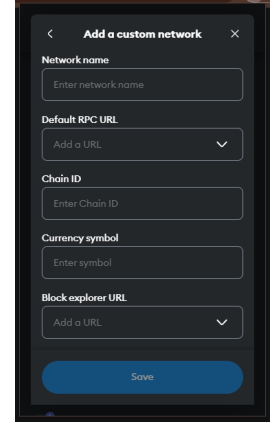 Add a custom network
Network name
Enter network name
Default RPC URL
Add a URL
Chain ID
Enter Chain ID
Currency symbol
Enter symbol
Block explorer URL
Add a URL
Save